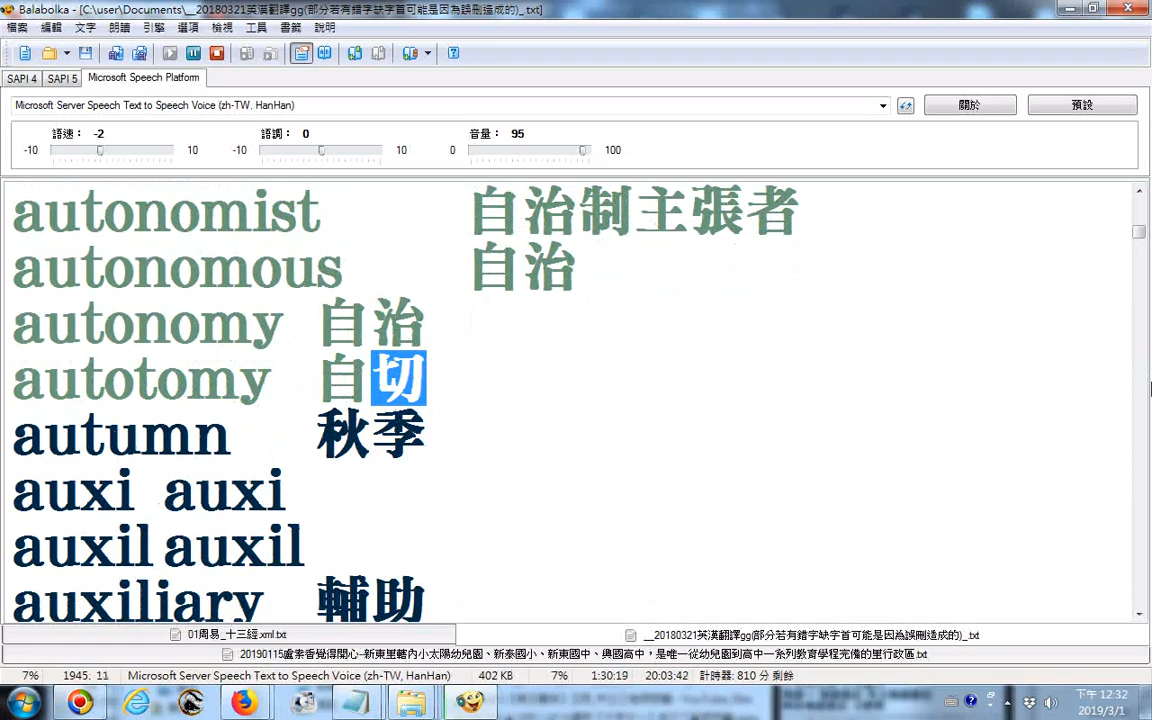 Balabolka - [C:\user\Documents\__20180321英漢翻譯gg(部分若有錯字缺字首可能是因為誤刪造成的)_.txt]
檔案 編輯 文字 朗讀 引擎 選項 檢視 工具 書籤 說明
SAPI 4 SAPI 5 Microsoft Speech Platform
Microsoft Server Speech Text to Speech Voice (zh-TW, HanHan) 關於 預設
語速： -2 語調： 0 音量： 95
-10 10 -10 10 0 100
autonomist 自治制主張者
autonomous 自治
autonomy 自治
autotomy 自切
autumn 秋季
auxi auxi
auxil auxil
auxiliary 輔助
01周易_十三經.xml.txt __20180321英漢翻譯gg(部分若有錯字缺字首可能是因為誤刪造成的)_.txt
20190115盧素香覺得開心~新東里轄內小太陽幼兒園、新泰國小、新東國中、興國高中，是唯一從幼兒園到高中一系列教育學程完備的里行政區.txt
7% 1945: 11 Microsoft Server Speech Text to Speech Voice (zh-TW, HanHan) 402 KB 7% 1:30:19 20:03:42 計時器: 810 分 剩餘
下午 12:32
2019/3/1